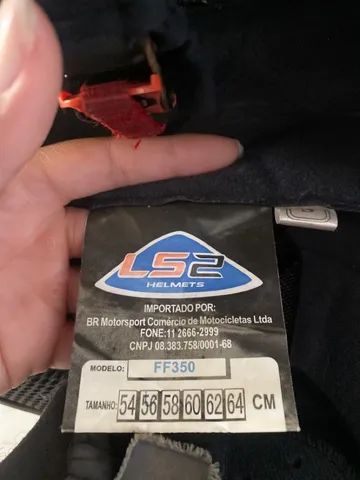 LS2
HELMETS
IMPORTADO POR:
BR Motorsport Comércio de Motocicletas Ltda
FONE: 11 2666-2999
CNPJ 08.383.758/0001-68
MODELO: FF350
TAMANHO: 54 56 58 60 62 64 CM